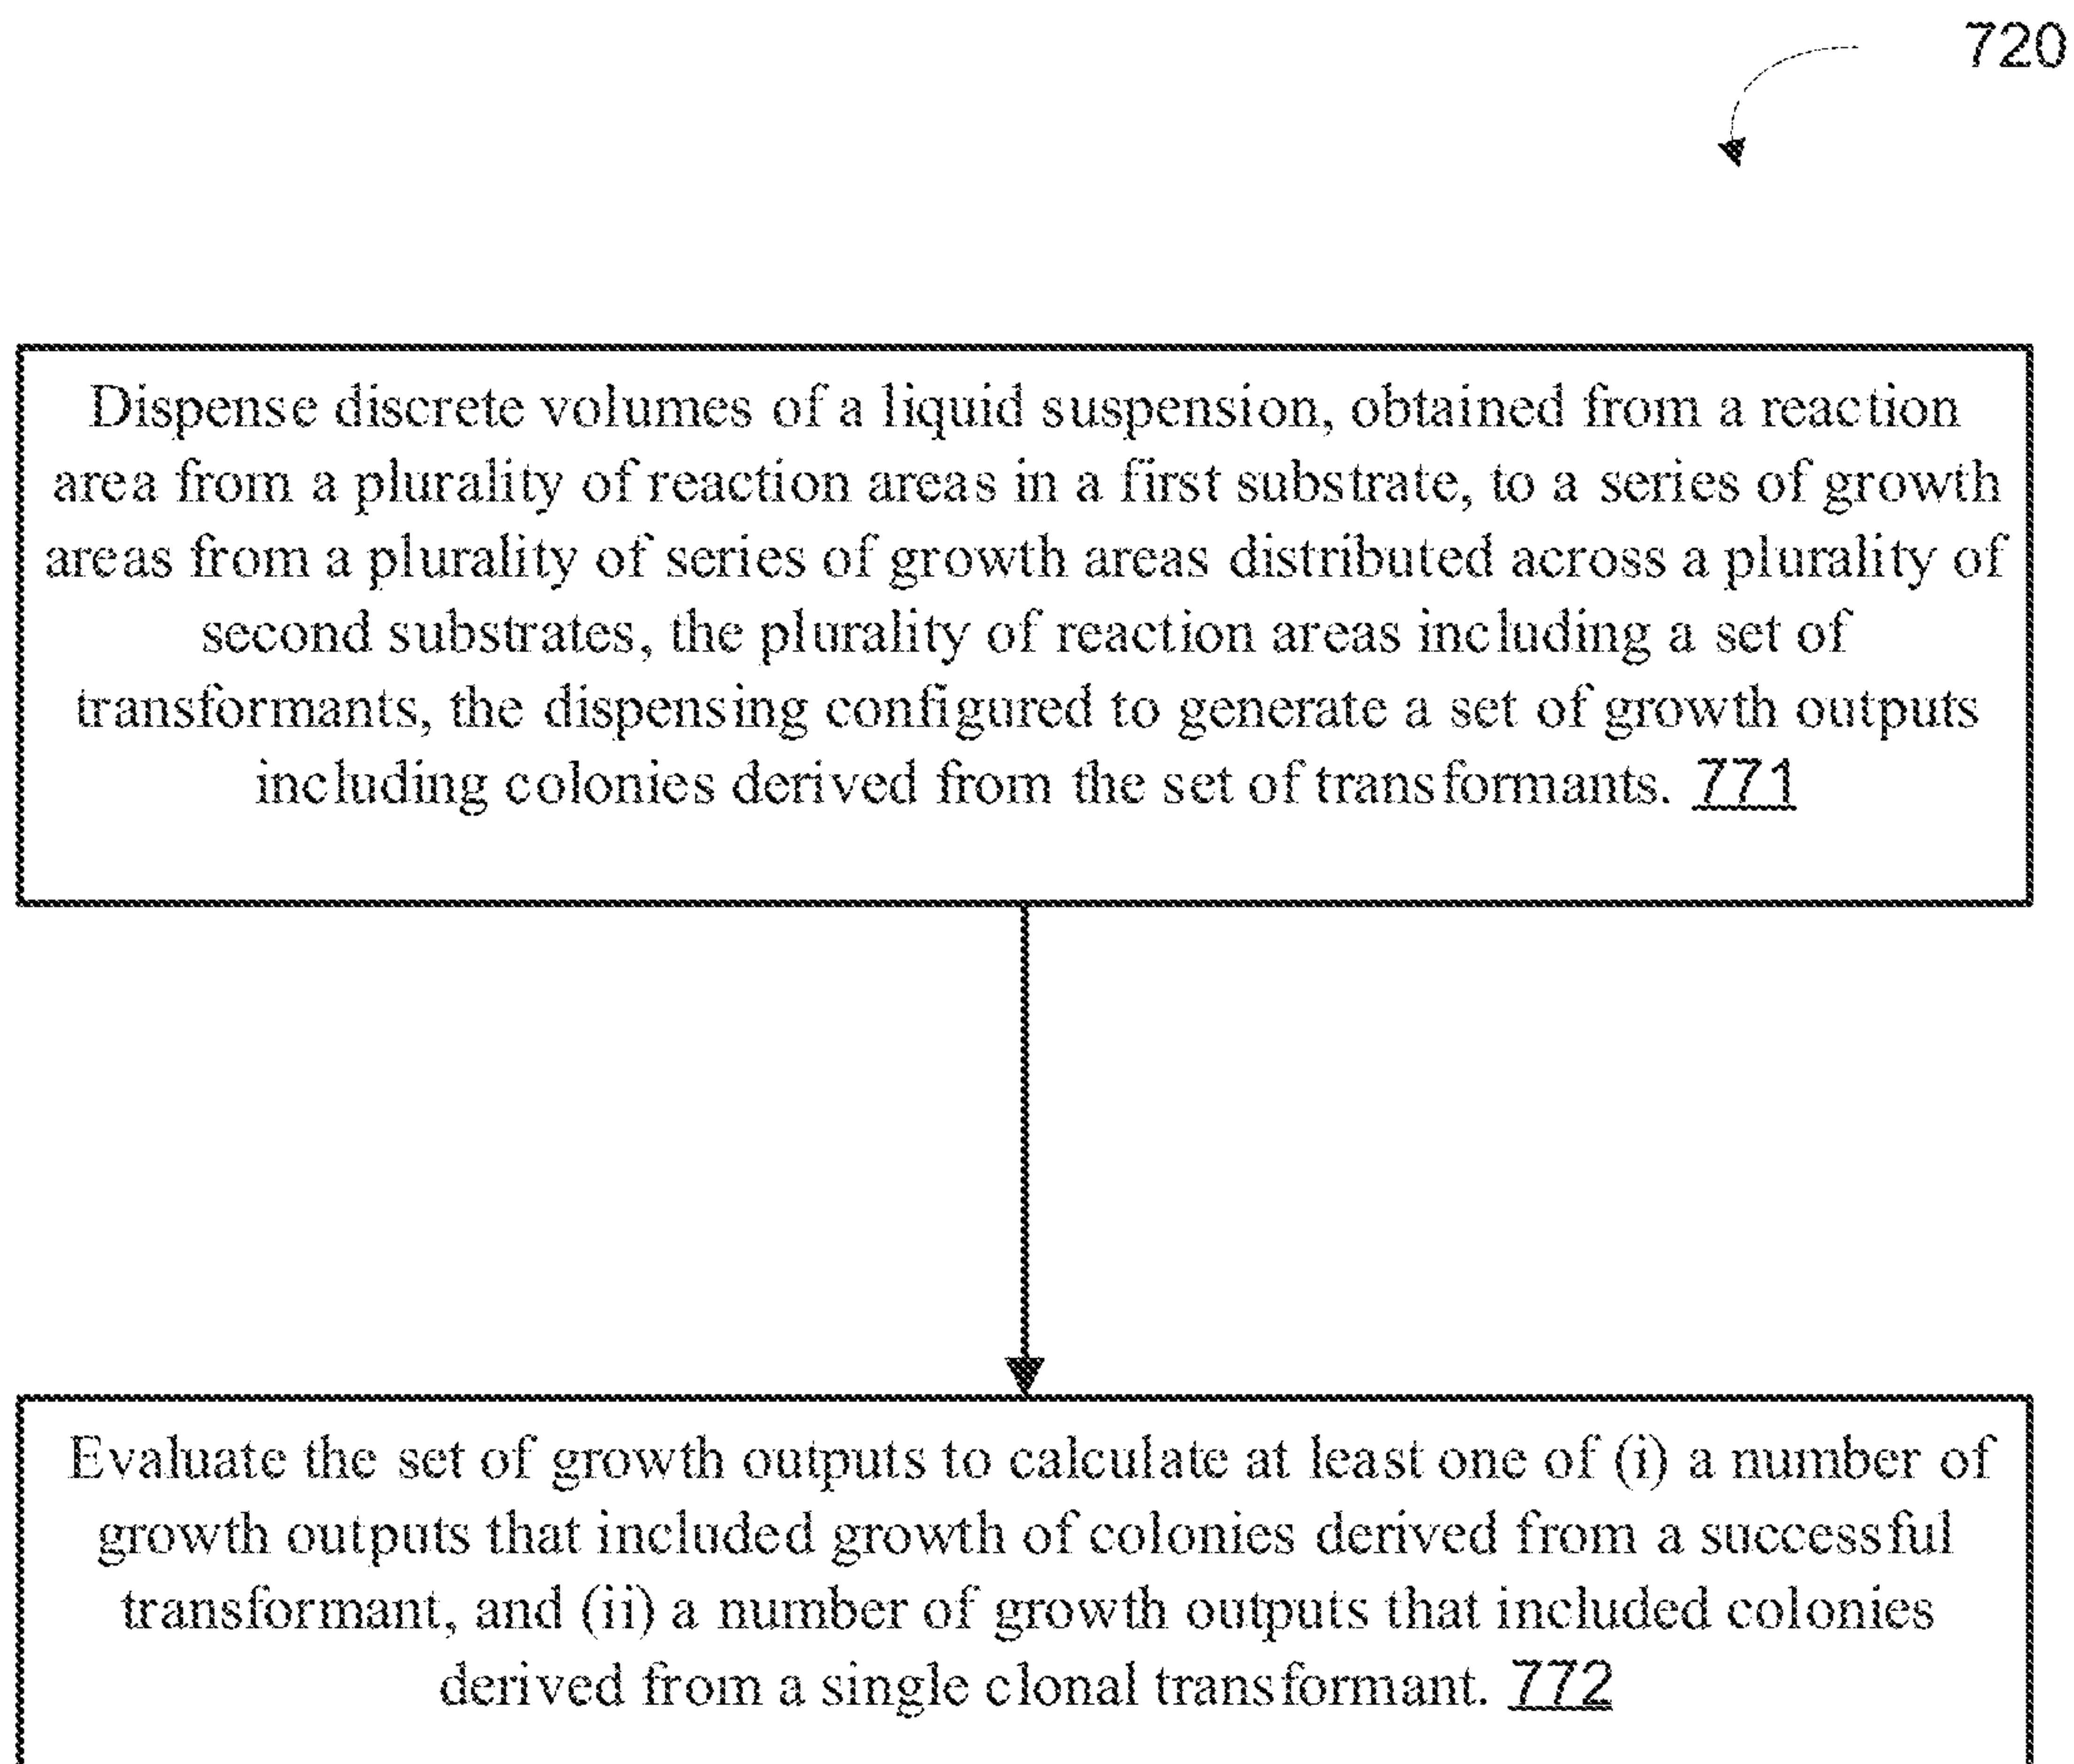 720
Dispense discrete volumes of a liquid suspension, obtained from a reaction
area from a plurality of reaction areas in a first substrate, to a series of growth
areas from a plurality of series of growth areas distributed across a plurality of
second substrates, the plurality of reaction areas including a set of
transformants, the dispensing configured to generate a set of growth outputs
including colonies derived from the set of transformants. 771
Evaluate the set of growth outputs to calculate at least one of (i) a number of
growth outputs that included growth of colonies derived from a successful
transformant, and (ii) a number of growth outputs that included colonies
derived from a single clonal transformant. 772